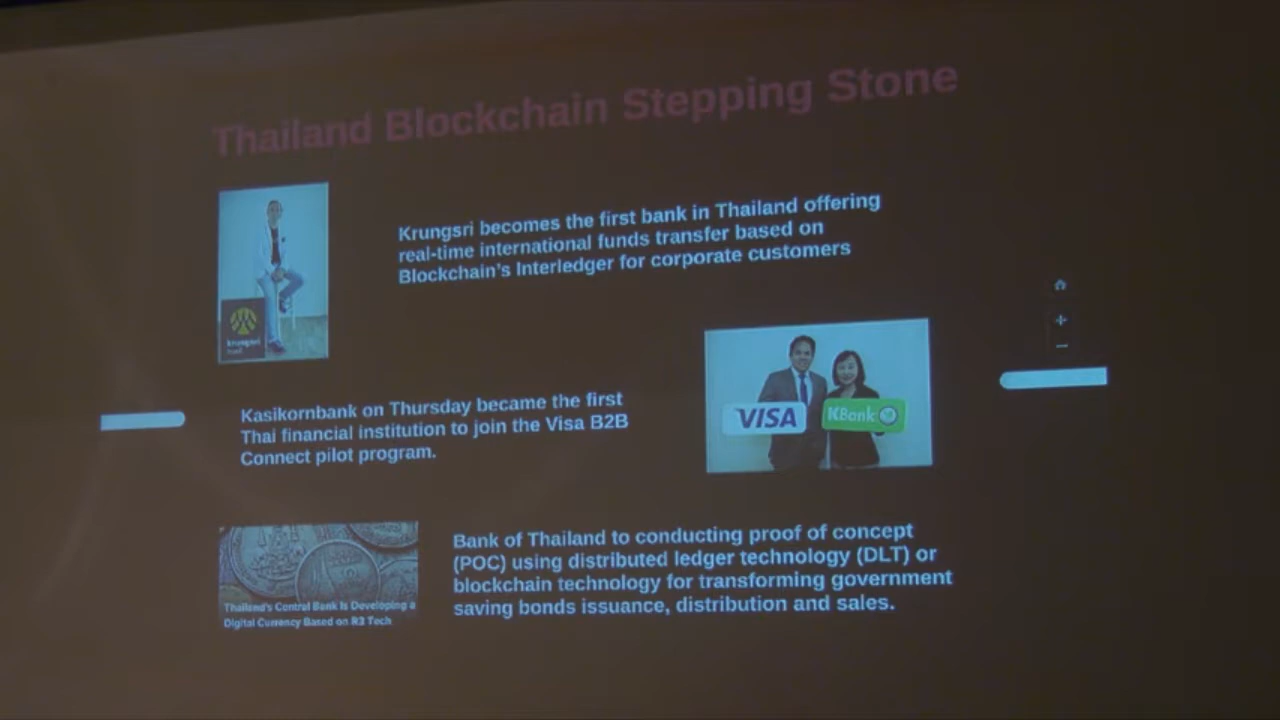 Thailand Blockchain Stepping Stone
Krungsri becomes the first bank in Thailand offering
real-time international funds transfer based on
Blockchain's Interledger for corporate customers
krungsri
VISA
KBank
Kasikornbank on Thursday became the first
Thai financial institution to join the Visa B2B
Connect pilot program.
Thailand's Central Bank Is Developing a
Digital Currency Based on R3 Tech
Bank of Thailand to conducting proof of concept
(POC) using distributed ledger technology (DLT) or
blockchain technology for transforming government
saving bonds issuance, distribution and sales.